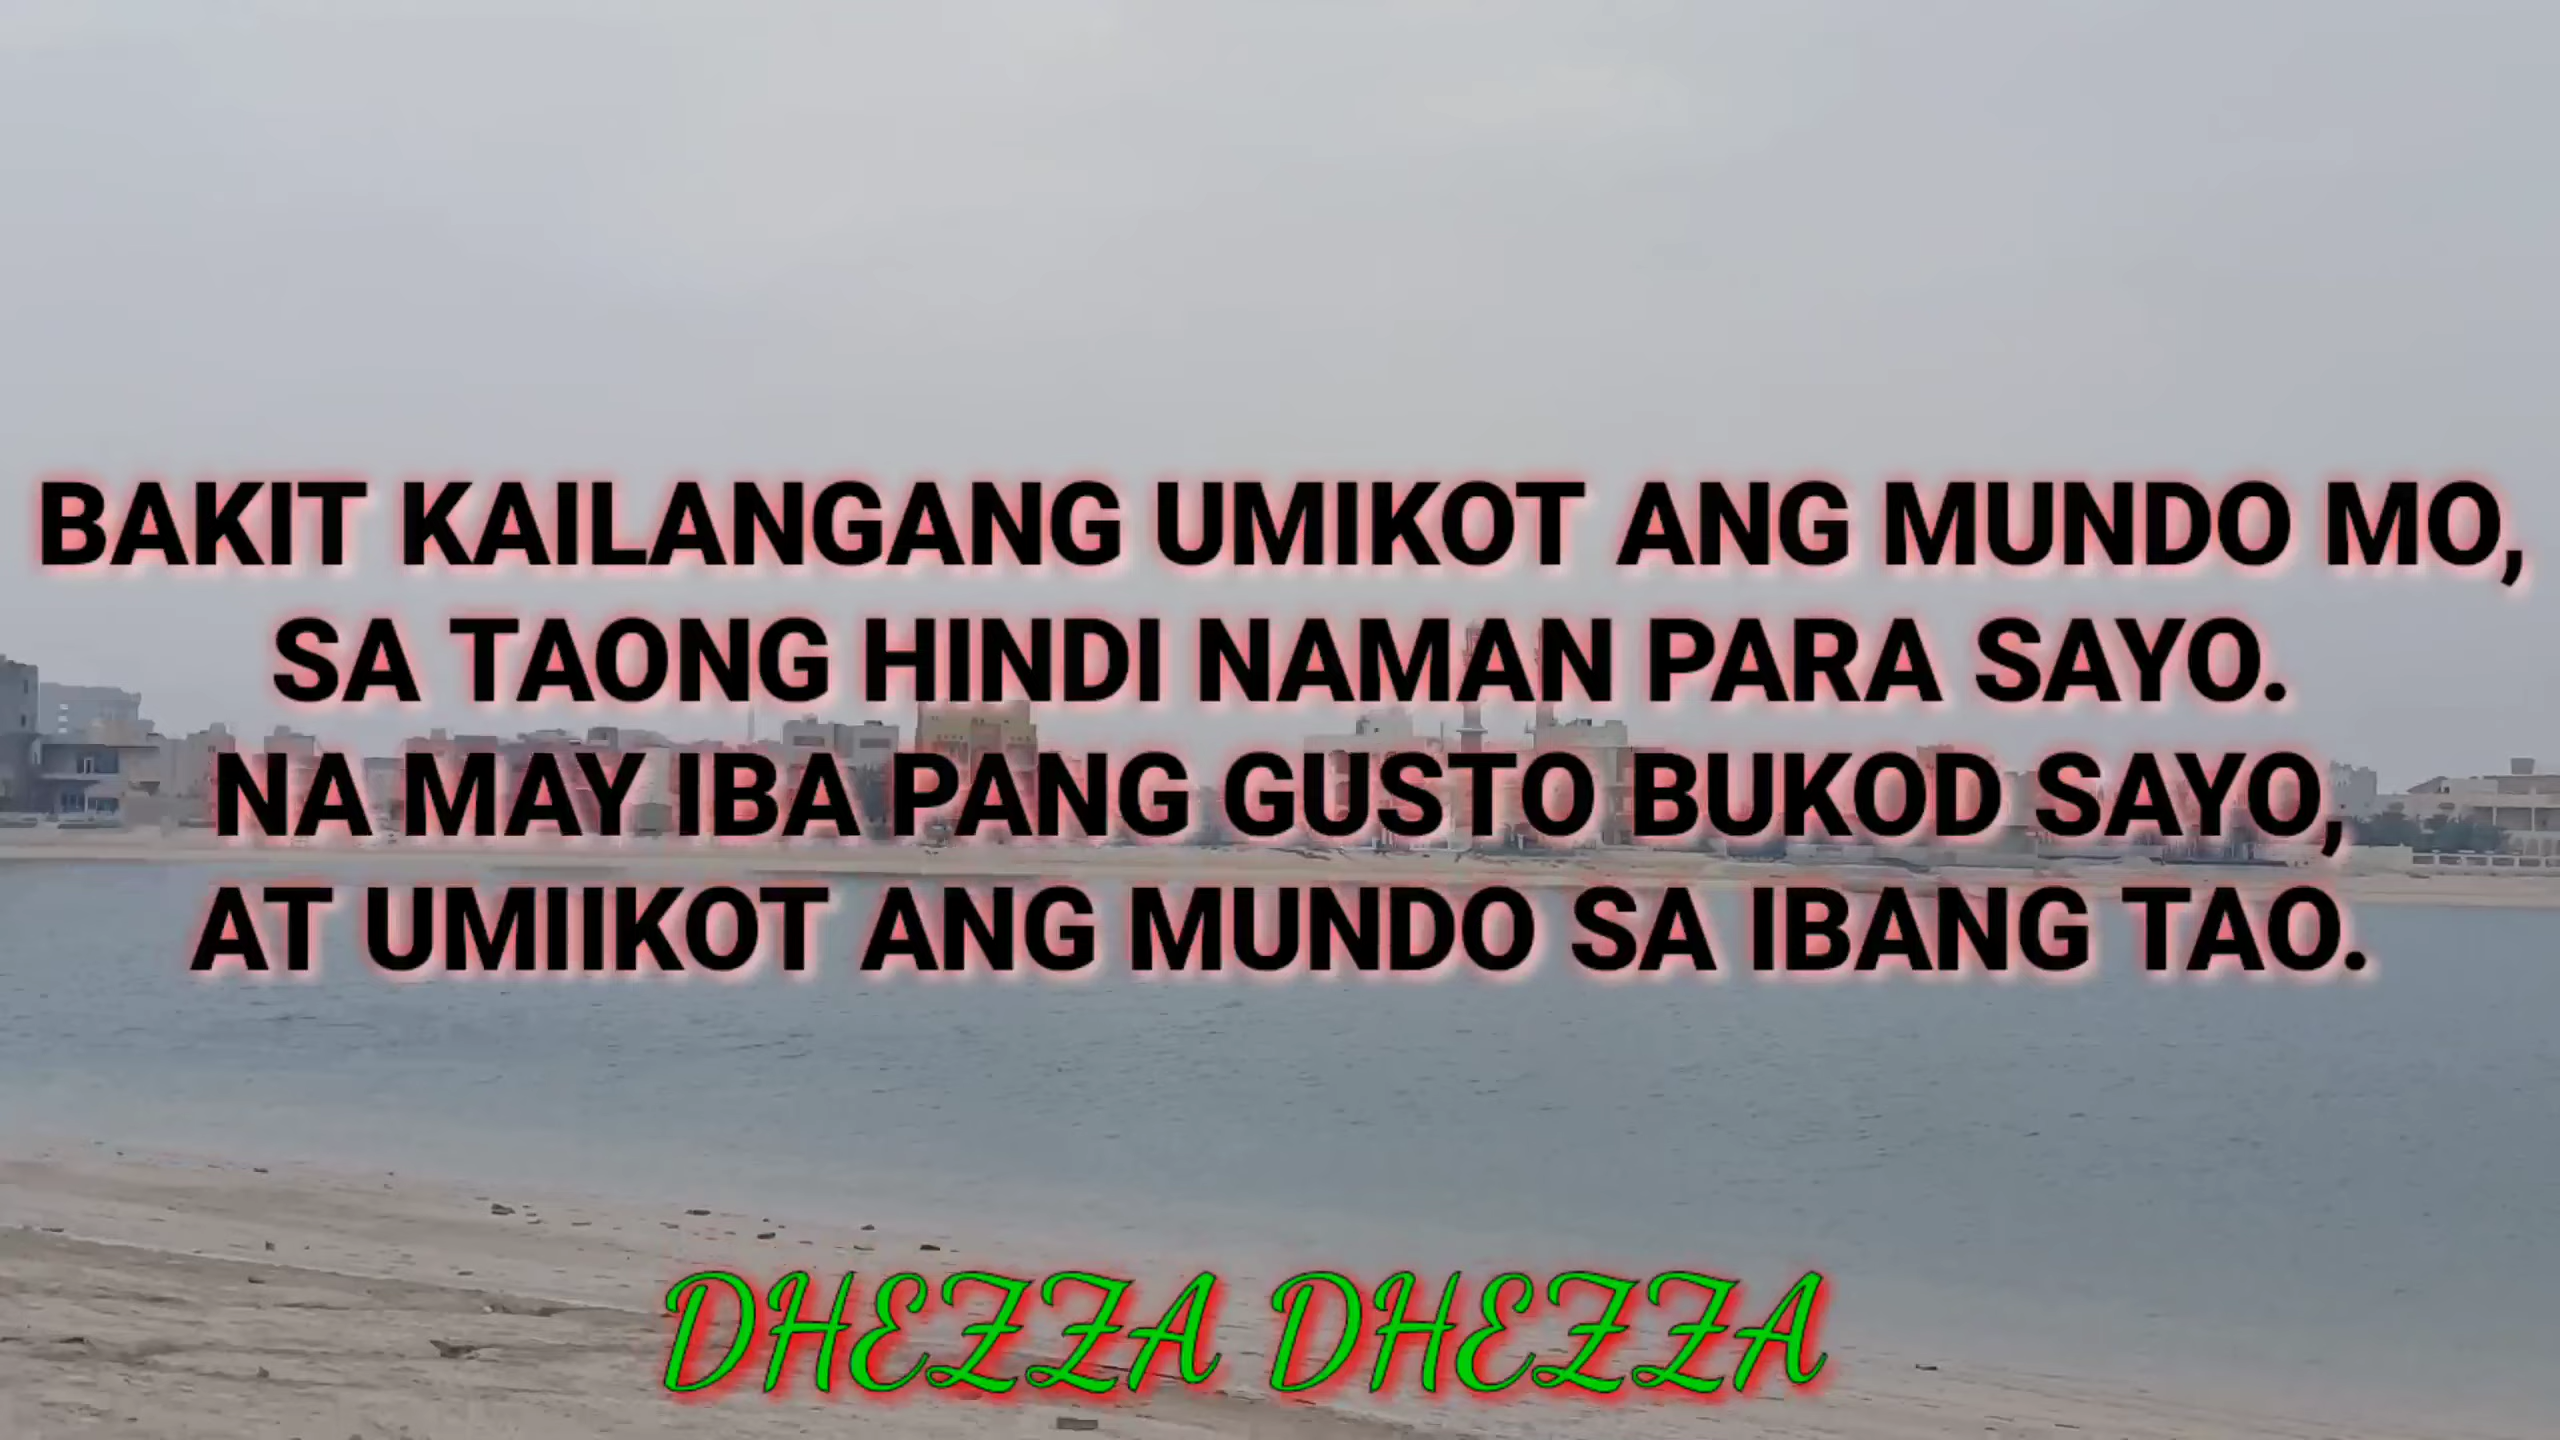 BAKIT KAILANGANG UMIKOT ANG MUNDO MO,
SA TAONG HINDI NAMAN PARA SAYO.
NA MAY IBA PANG GUSTO BUKOD SAYO,
AT UMIIKOT ANG MUNDO SA IBANG TAO.
DHEZZA DHEZZA